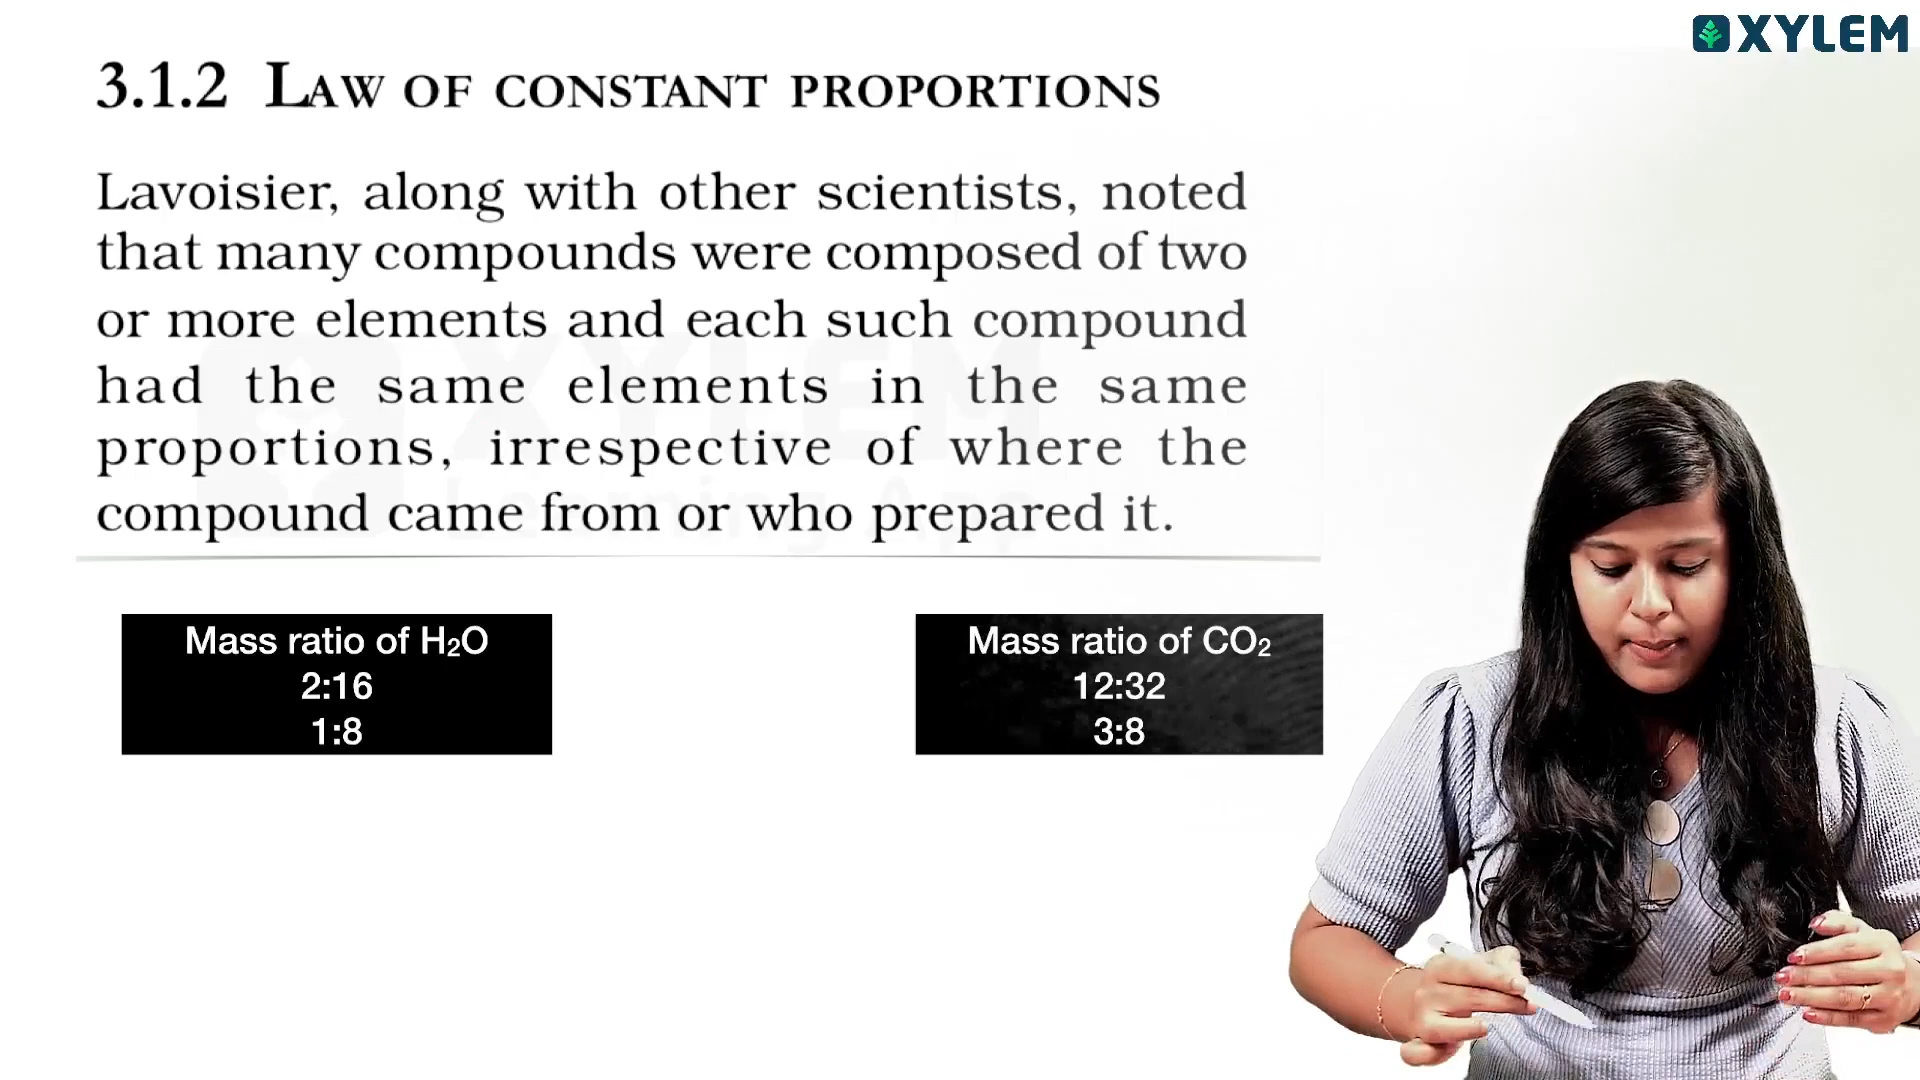 XYLEM
3.1.2 LAW OF CONSTANT PROPORTIONS
Lavoisier, along with other scientists, noted
that many compounds were composed of two
or more elements and each such compound
had the same elements in the same
proportions, irrespective of where the
compound came from or who prepared it.
XYLEM
Learning App
Mass ratio of H₂O
2:16
1:8
Mass ratio of CO₂
12:32
3:8